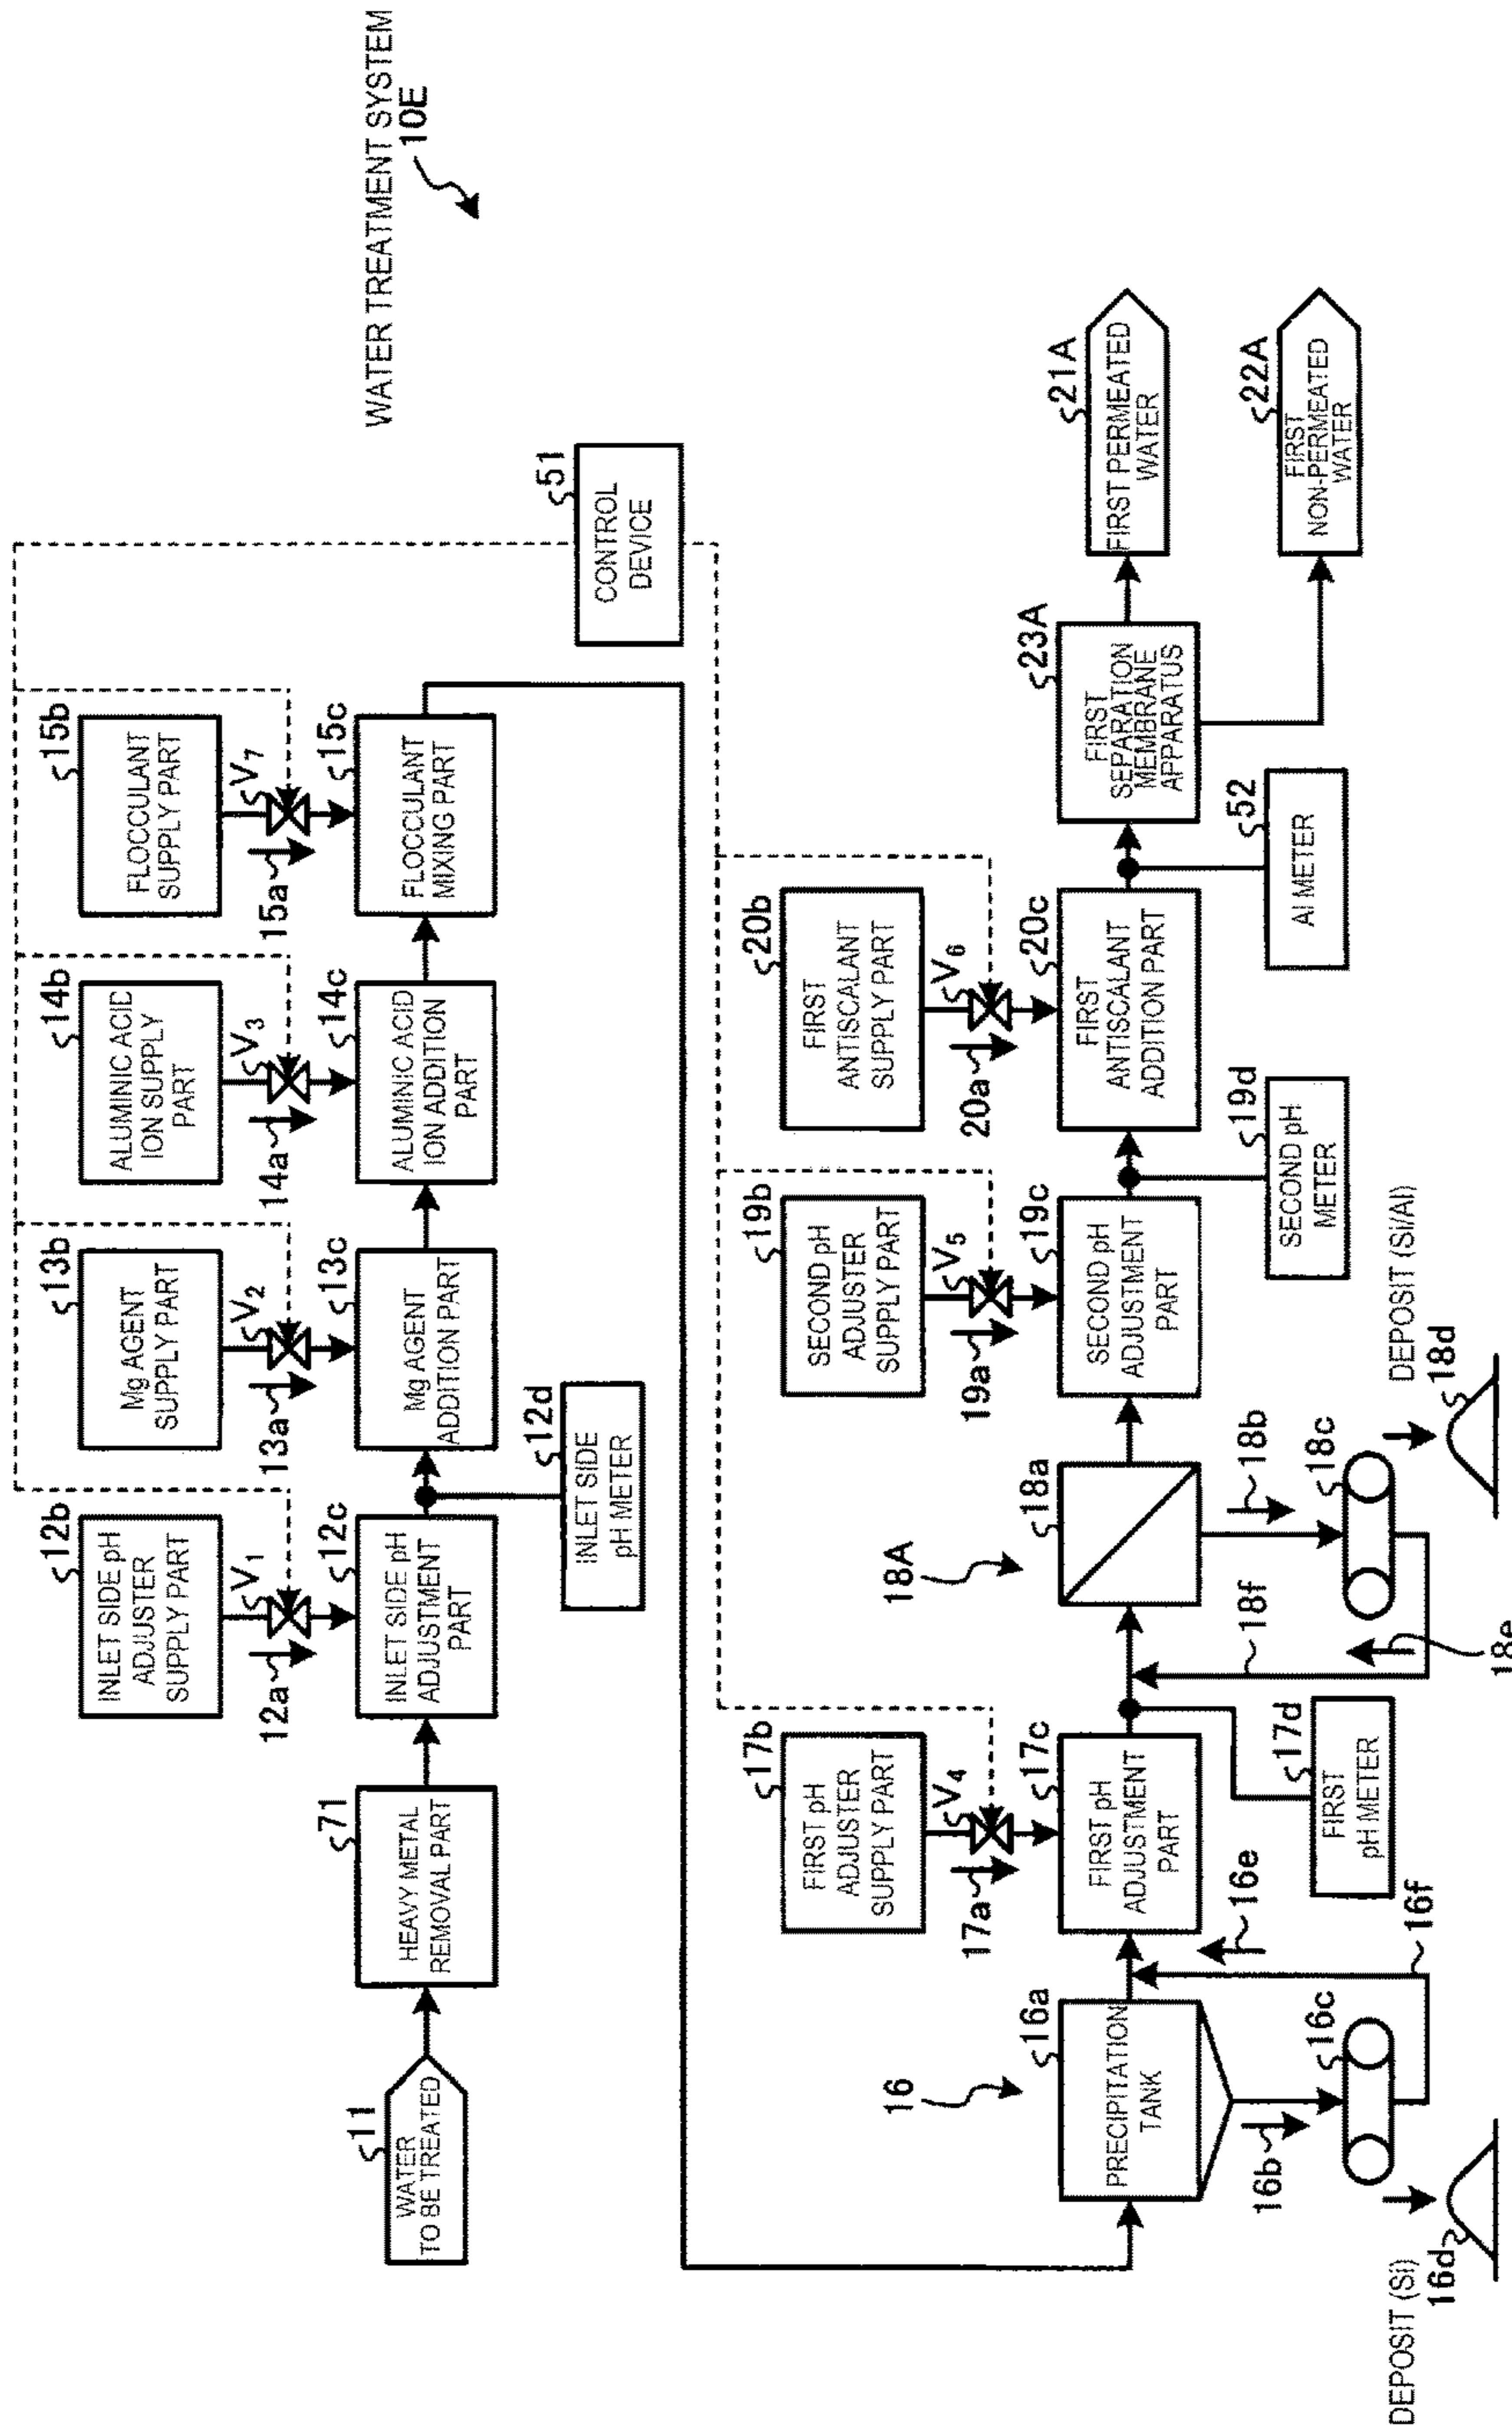 WATER TREATMENT SYSTEM
10E
12b
INLET SIDE pH
ADJUSTER
SUPPLY PART
13b
Mg AGENT
SUPPLY PART
14b
ALUMINIC ACID
ION SUPPLY
PART
15b
FLOCCULANT
SUPPLY PART
12a
V1
13a
V2
14a
V3
15a
V7
11
WATER
TO BE TREATED
71
HEAVY METAL
REMOVAL PART
12c
INLET SIDE pH
ADJUSTMENT
PART
13c
Mg AGENT
ADDITION PART
14c
ALUMINIC ACID
ION ADDITION
PART
15c
FLOCCULANT
MIXING PART
12d
INLET SIDE
pH METER
51
CONTROL
DEVICE
17b
FIRST pH
ADJUSTER
SUPPLY PART
19b
SECOND pH
ADJUSTER
SUPPLY PART
20b
FIRST
ANTISCALANT
SUPPLY PART
17a
V4
19a
V5
20a
V6
16
16a
PRECIPITATION
TANK
17c
FIRST pH
ADJUSTMENT
PART
18A
18a
19c
SECOND pH
ADJUSTMENT
PART
20c
FIRST
ANTISCALANT
ADDITION PART
23A
FIRST
SEPARATION
MEMBRANE
APPARATUS
21A
FIRST PERMEATED
WATER
16b
16e
18f
18b
16c
16f
17d
FIRST
pH METER
18c
19d
SECOND pH
METER
52
Al METER
22A
FIRST
NON-PERMEATED
WATER
DEPOSIT (Si)
16d
18e
DEPOSIT (Si/Al)
18d